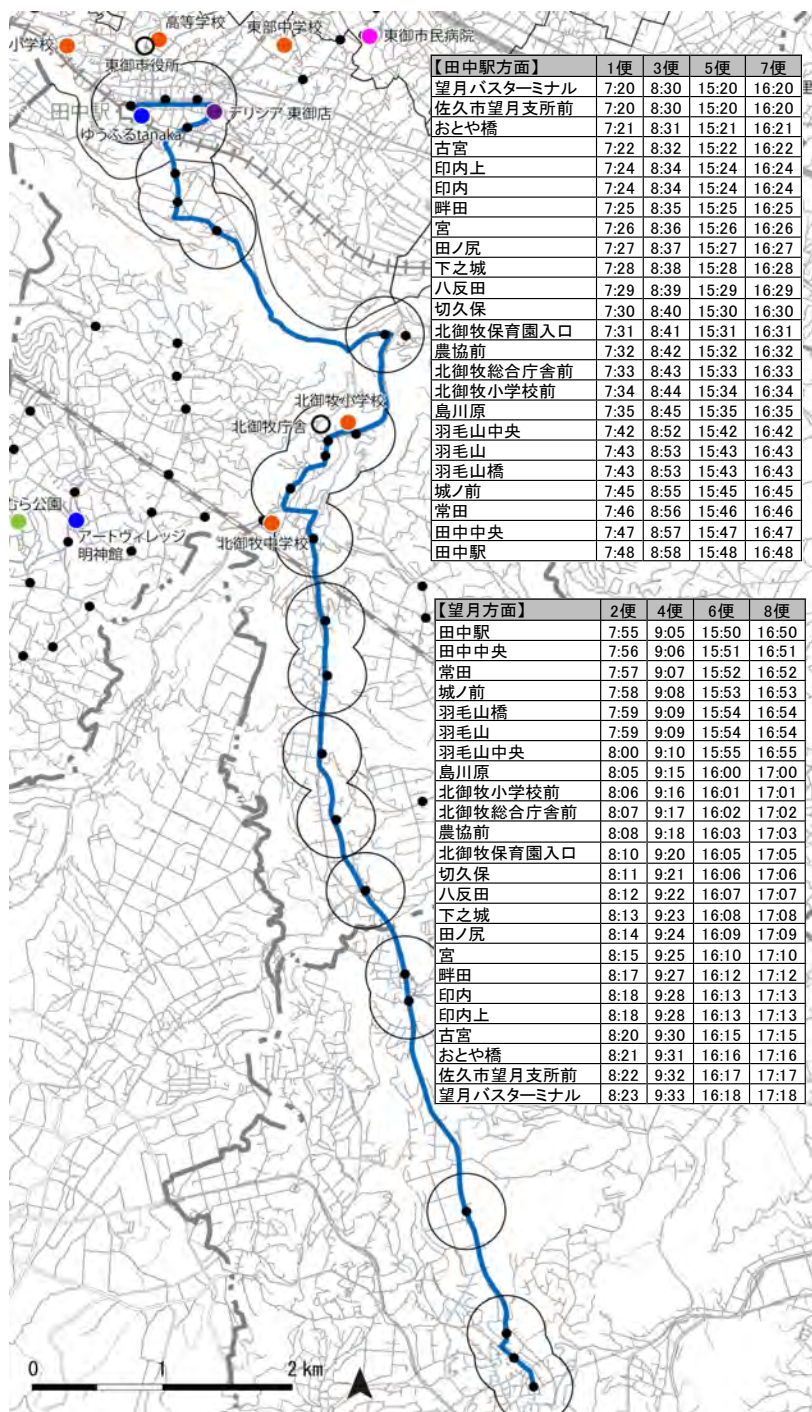 高等学校
小学校
東部中学校
東御市民病院
東御市役所
田中駅
デリシア 東御店
ゆうふるtanaka
【田中駅方面】 1便 3便 5便 7便
望月バスターミナル 7:20 8:30 15:20 16:20
佐久市望月支所前 7:20 8:30 15:20 16:20
おとや橋 7:21 8:31 15:21 16:21
古宮 7:22 8:32 15:22 16:22
印内上 7:24 8:34 15:24 16:24
印内 7:24 8:34 15:24 16:24
畔田 7:25 8:35 15:25 16:25
宮 7:26 8:36 15:26 16:26
田ノ尻 7:27 8:37 15:27 16:27
下之城 7:28 8:38 15:28 16:28
八反田 7:29 8:39 15:29 16:29
切久保 7:30 8:40 15:30 16:30
北御牧保育園入口 7:31 8:41 15:31 16:31
農協前 7:32 8:42 15:32 16:32
北御牧総合庁舎前 7:33 8:43 15:33 16:33
北御牧小学校前 7:34 8:44 15:34 16:34
島川原 7:35 8:45 15:35 16:35
羽毛山中央 7:42 8:52 15:42 16:42
羽毛山 7:43 8:53 15:43 16:43
羽毛山橋 7:43 8:53 15:43 16:43
城ノ前 7:45 8:55 15:45 16:45
常田 7:46 8:56 15:46 16:46
田中中央 7:47 8:57 15:47 16:47
田中駅 7:48 8:58 15:48 16:48
北御牧小学校
北御牧庁舎
むら公園
アートヴィレッジ
明神館
北御牧中学校
【望月方面】 2便 4便 6便 8便
田中駅 7:55 9:05 15:50 16:50
田中中央 7:56 9:06 15:51 16:51
常田 7:57 9:07 15:52 16:52
城ノ前 7:58 9:08 15:53 16:53
羽毛山橋 7:59 9:09 15:54 16:54
羽毛山 7:59 9:09 15:54 16:54
羽毛山中央 8:00 9:10 15:55 16:55
島川原 8:05 9:15 16:00 17:00
北御牧小学校前 8:06 9:16 16:01 17:01
北御牧総合庁舎前 8:07 9:17 16:02 17:02
農協前 8:08 9:18 16:03 17:03
北御牧保育園入口 8:10 9:20 16:05 17:05
切久保 8:11 9:21 16:06 17:06
八反田 8:12 9:22 16:07 17:07
下之城 8:13 9:23 16:08 17:08
田ノ尻 8:14 9:24 16:09 17:09
宮 8:15 9:25 16:10 17:10
畔田 8:17 9:27 16:12 17:12
印内 8:18 9:28 16:13 17:13
印内上 8:18 9:28 16:13 17:13
古宮 8:20 9:30 16:15 17:15
おとや橋 8:21 9:31 16:16 17:16
佐久市望月支所前 8:22 9:32 16:17 17:17
望月バスターミナル 8:23 9:33 16:18 17:18
0 1 2 km